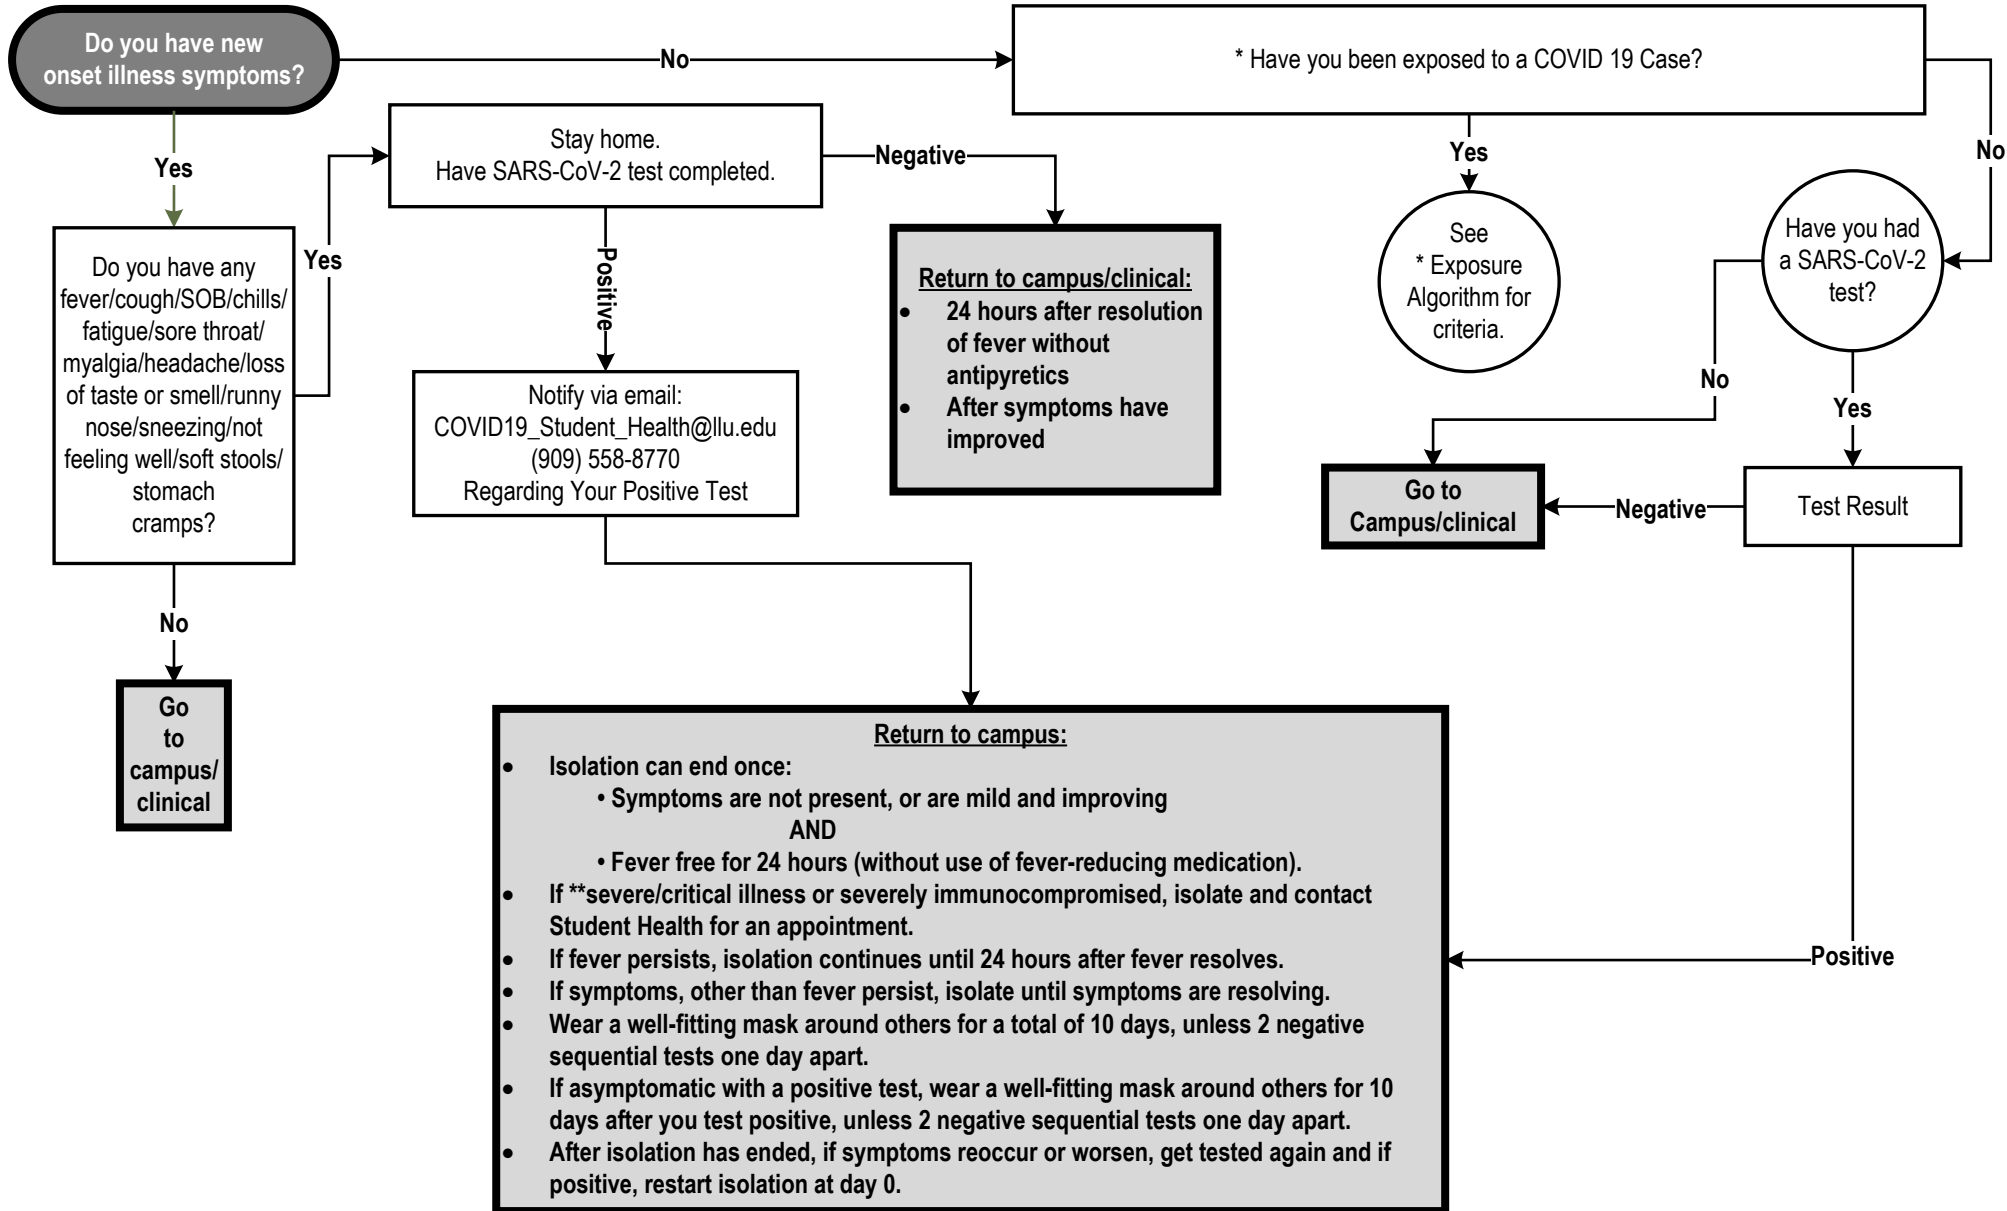 Do you have new
onset illness symptoms?
No
* Have you been exposed to a COVID 19 Case?
Yes
No
Yes
Do you have any
fever/cough/SOB/chills/
fatigue/sore throat/
myalgia/headache/loss
of taste or smell/runny
nose/sneezing/not
feeling well/soft stools/
stomach
cramps?
Yes
Stay home.
Have SARS-CoV-2 test completed.
Negative
Positive
Return to campus/clinical:
• 24 hours after resolution
of fever without
antipyretics
• After symptoms have
improved
See
* Exposure
Algorithm for
criteria.
Have you had
a SARS-CoV-2
test?
No
Yes
Notify via email:
COVID19_Student_Health@llu.edu
(909) 558-8770
Regarding Your Positive Test
Go to
Campus/clinical
Negative
Test Result
No
Go
to
campus/
clinical
Positive
Return to campus:
• Isolation can end once:
• Symptoms are not present, or are mild and improving
AND
• Fever free for 24 hours (without use of fever-reducing medication).
• If **severe/critical illness or severely immunocompromised, isolate and contact
Student Health for an appointment.
• If fever persists, isolation continues until 24 hours after fever resolves.
• If symptoms, other than fever persist, isolate until symptoms are resolving.
• Wear a well-fitting mask around others for a total of 10 days, unless 2 negative
sequential tests one day apart.
• If asymptomatic with a positive test, wear a well-fitting mask around others for 10
days after you test positive, unless 2 negative sequential tests one day apart.
• After isolation has ended, if symptoms reoccur or worsen, get tested again and if
positive, restart isolation at day 0.